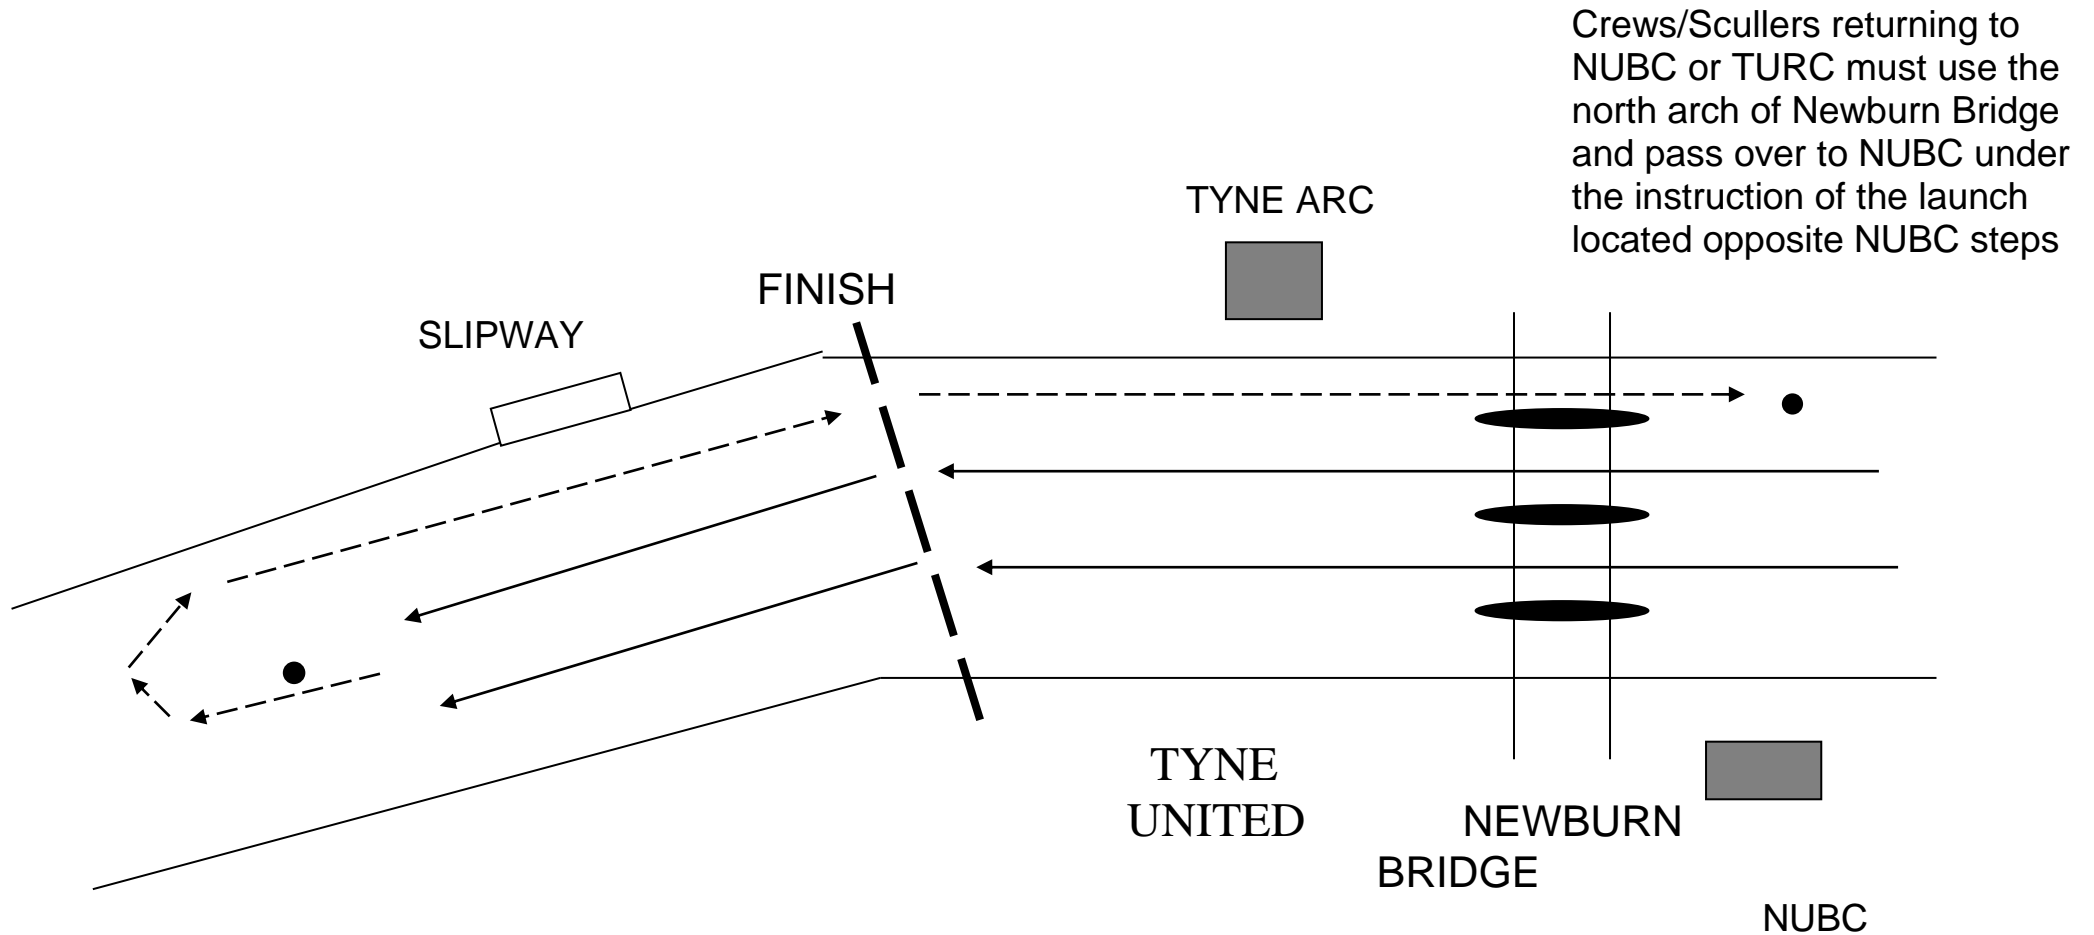 Crews/Scullers returning to
NUBC or TURC must use the
north arch of Newburn Bridge
and pass over to NUBC under
the instruction of the launch
located opposite NUBC steps
TYNE ARC
FINISH
SLIPWAY
TYNE
UNITED
NEWBURN
BRIDGE
NUBC